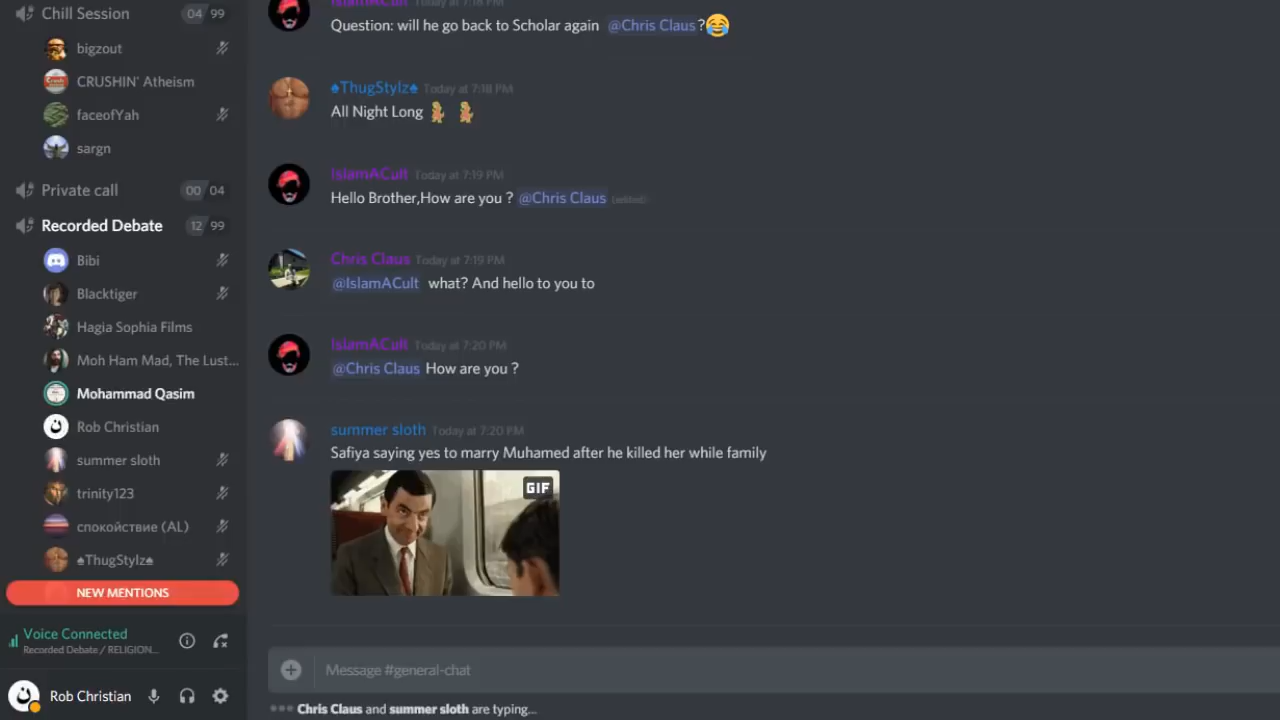 Chill Session 04 99
bigzout
CRUSHIN' Atheism
faceofYah
sargn
Private call 00 04
Recorded Debate 12 99
Bibi
Blacktiger
Hagia Sophia Films
Moh Ham Mad, The Lust...
Mohammad Qasim
Rob Christian
summer sloth
trinity123
спокойствие (AL)
♠ThugStylz♠
NEW MENTIONS
Voice Connected
Recorded Debate / RELIGION...
Rob Christian
IslamACult Today at 7:18 PM
Question: will he go back to Scholar again @Chris Claus ?😂
♠ThugStylz♠ Today at 7:18 PM
All Night Long
IslamACult Today at 7:19 PM
Hello Brother,How are you ? @Chris Claus (edited)
Chris Claus Today at 7:19 PM
@IslamACult what? And hello to you to
IslamACult Today at 7:20 PM
@Chris Claus How are you ?
summer sloth Today at 7:20 PM
Safiya saying yes to marry Muhamed after he killed her while family
GIF
Message #general-chat
Chris Claus and summer sloth are typing...